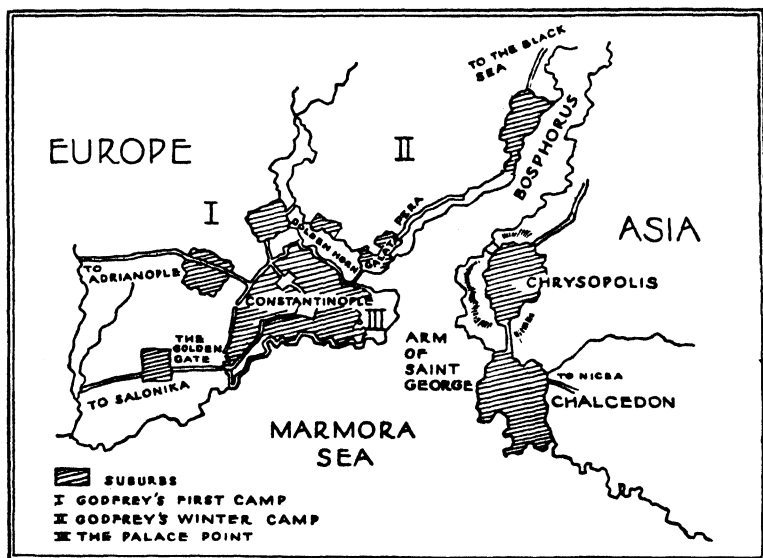 TO THE BLACK
SEA
EUROPE
II
BOSPHORUS
I
PERA
ASIA
GOLDEN HORN
GALATA
TO
ADRIANOPLE
CONSTANTINOPLE
CHRYSOPOLIS
III
THE
GOLDEN
GATE
ARM
OF
SAINT
GEORGE
TO NICEA
TO SALONIKA
CHALCEDON
MARMORA
SEA
SUBURBS
I GODFREY'S FIRST CAMP
II GODFREY'S WINTER CAMP
III THE PALACE POINT